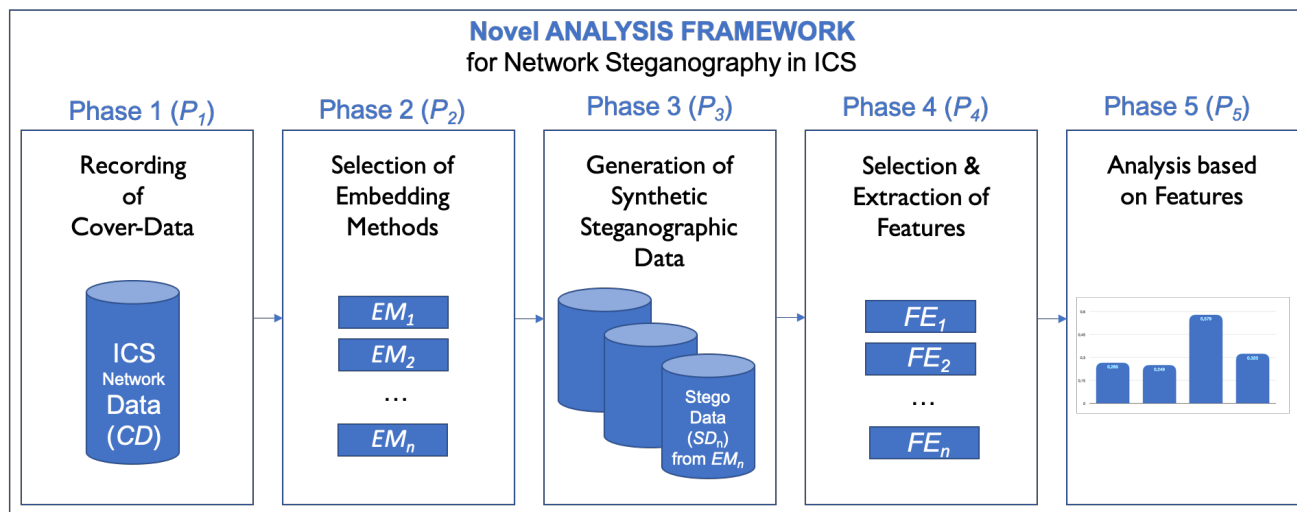 Novel ANALYSIS FRAMEWORK
for Network Steganography in ICS
Phase 1 (P1)
Recording
of
Cover-Data
ICS
Network
Data
(CD)
Phase 2 (P2)
Selection of
Embedding
Methods
EM1
EM2
...
EMn
Phase 3 (P3)
Generation of
Synthetic
Steganographic
Data
Stego
Data
(SDn)
from EMn
Phase 4 (P4)
Selection &
Extraction of
Features
FE1
FE2
...
FEn
Phase 5 (P5)
Analysis based
on Features